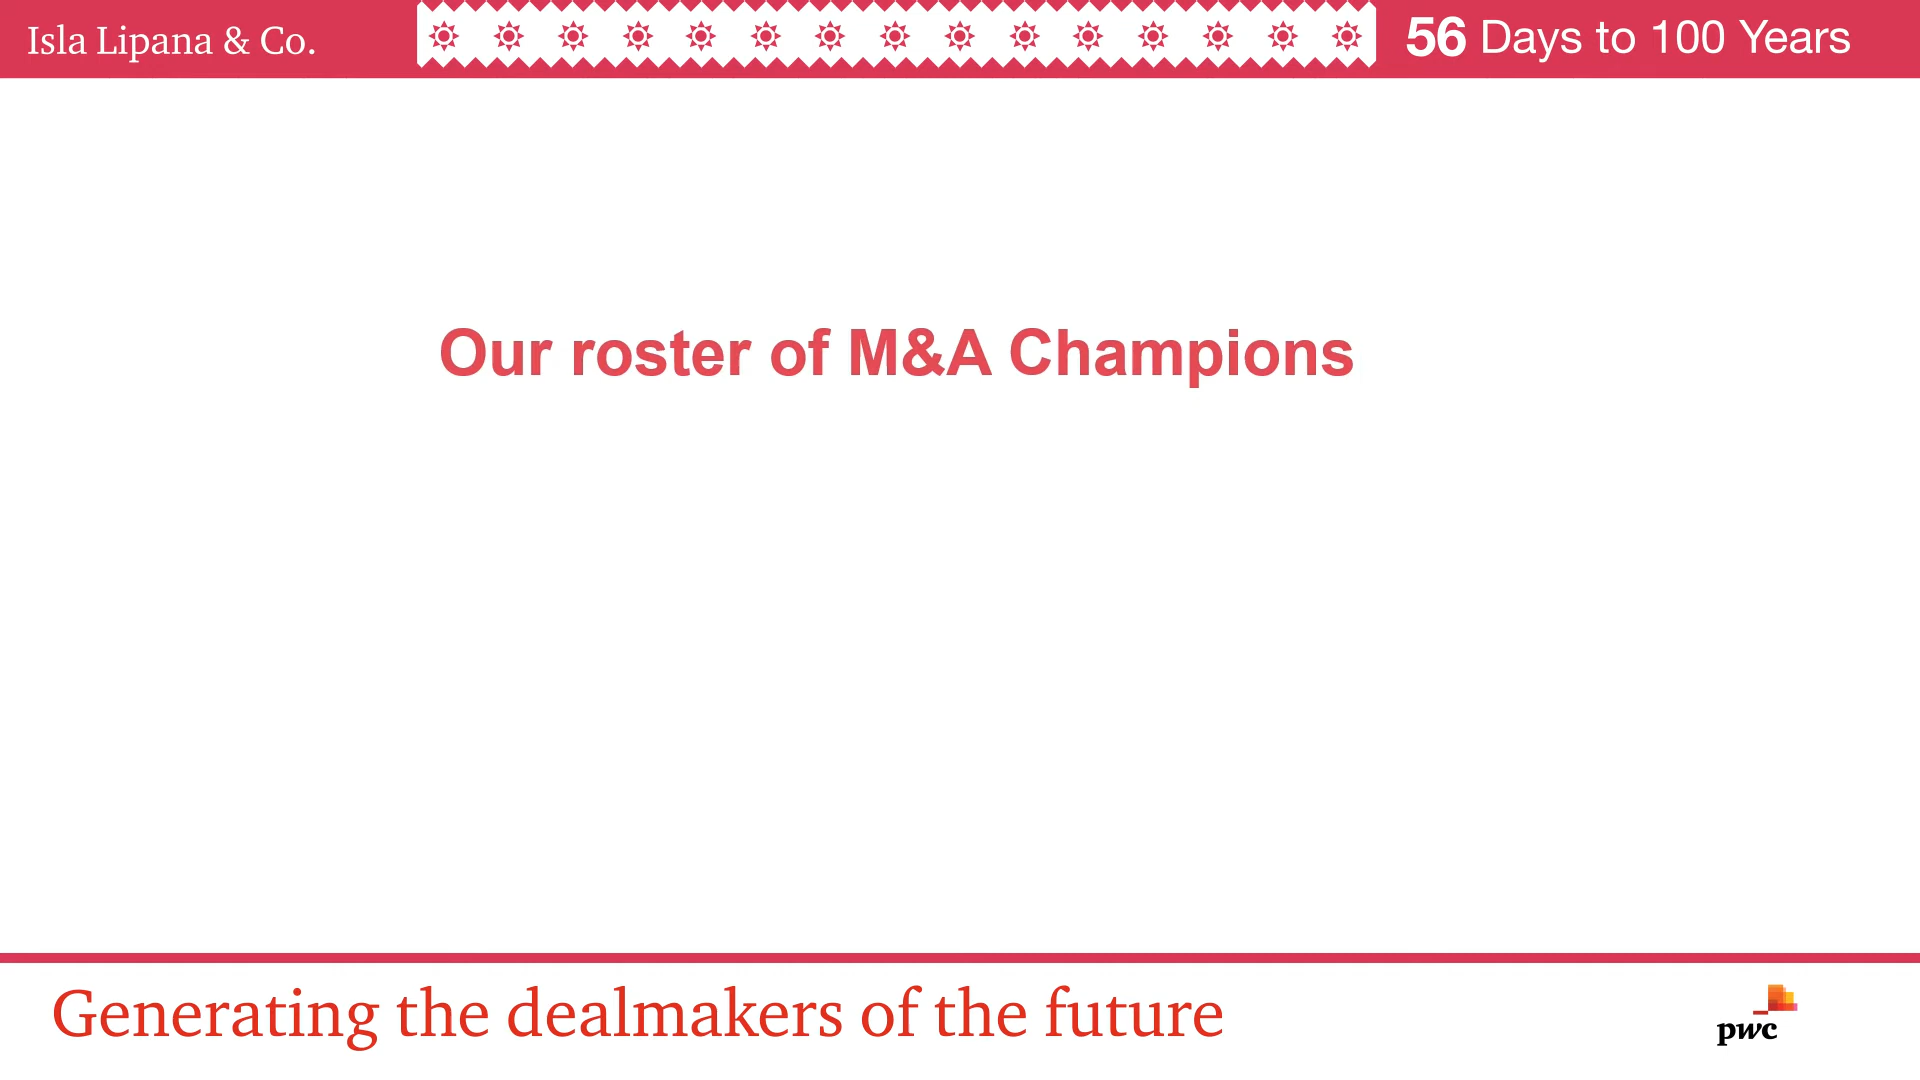 Isla Lipana & Co.
56 Days to 100 Years
Our roster of M&A Champions
Generating the dealmakers of the future
pwc